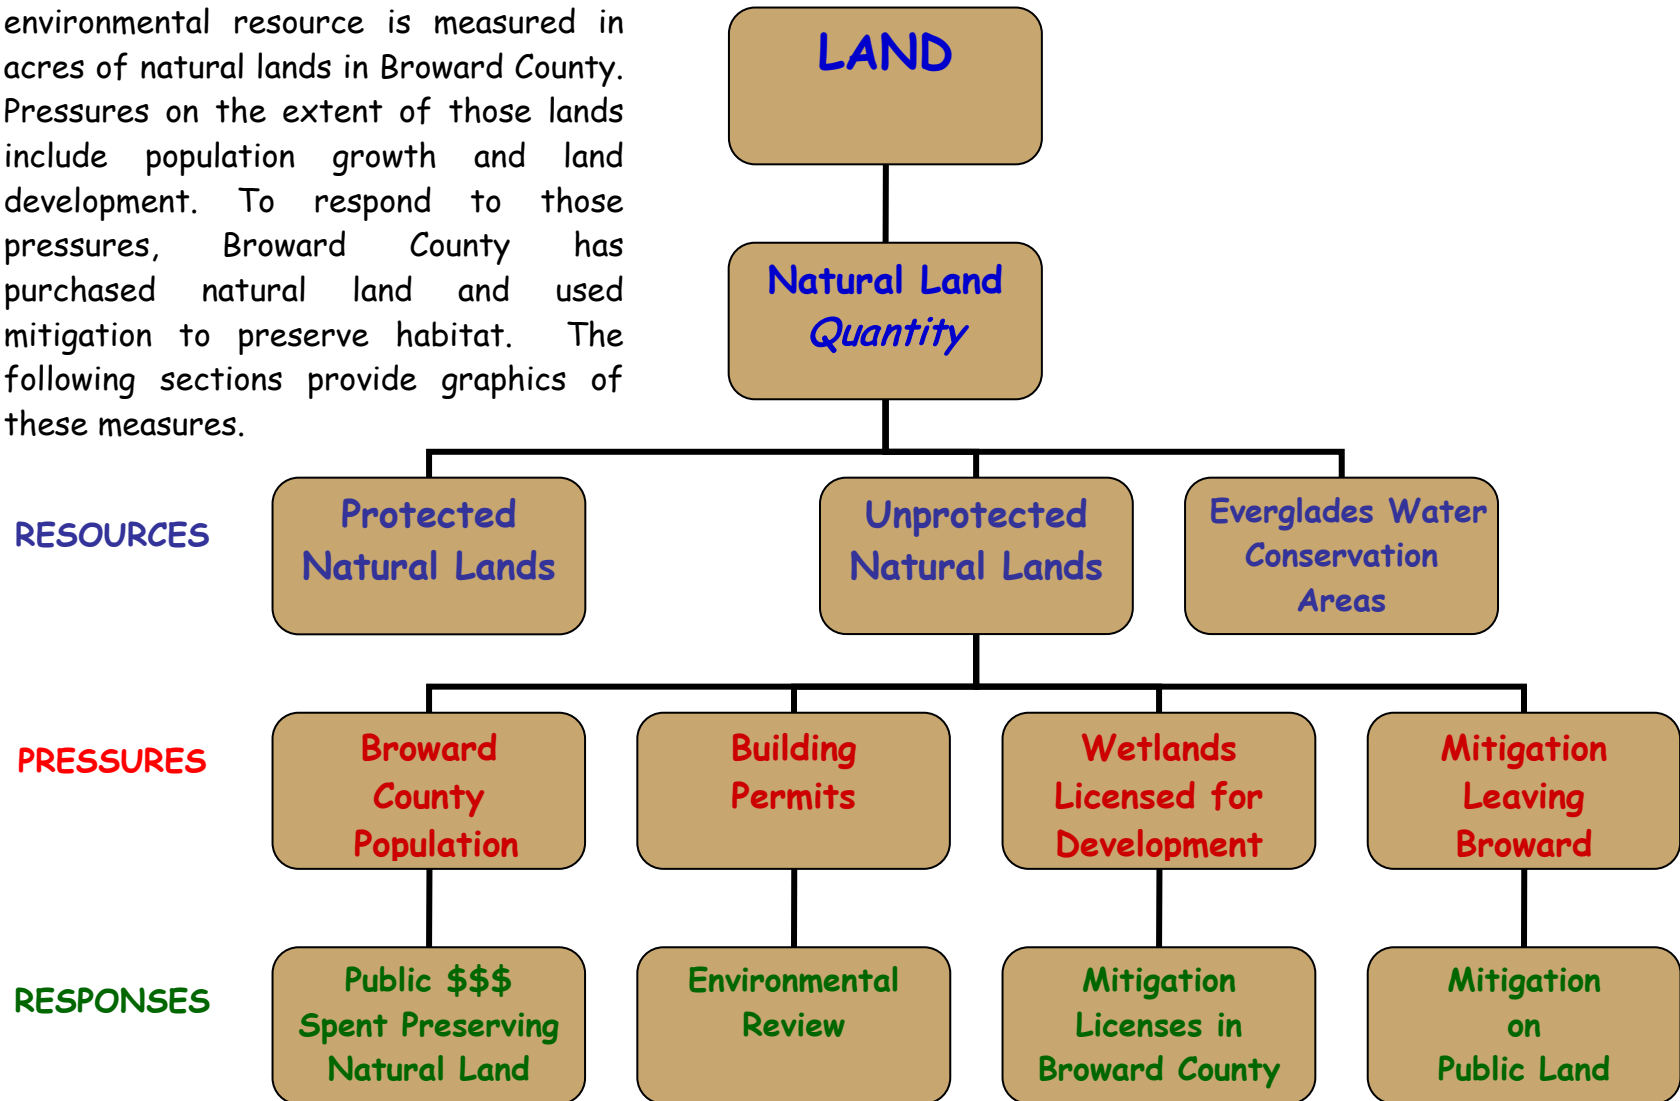 environmental resource is measured in
acres of natural lands in Broward County.
Pressures on the extent of those lands
include population growth and land
development. To respond to those
pressures, Broward County has
purchased natural land and used
mitigation to preserve habitat. The
following sections provide graphics of
these measures.
LAND
Natural Land
Quantity
RESOURCES
Protected
Natural Lands
Unprotected
Natural Lands
Everglades Water
Conservation
Areas
PRESSURES
Broward
County
Population
Building
Permits
Wetlands
Licensed for
Development
Mitigation
Leaving
Broward
RESPONSES
Public $$$
Spent Preserving
Natural Land
Environmental
Review
Mitigation
Licenses in
Broward County
Mitigation
on
Public Land